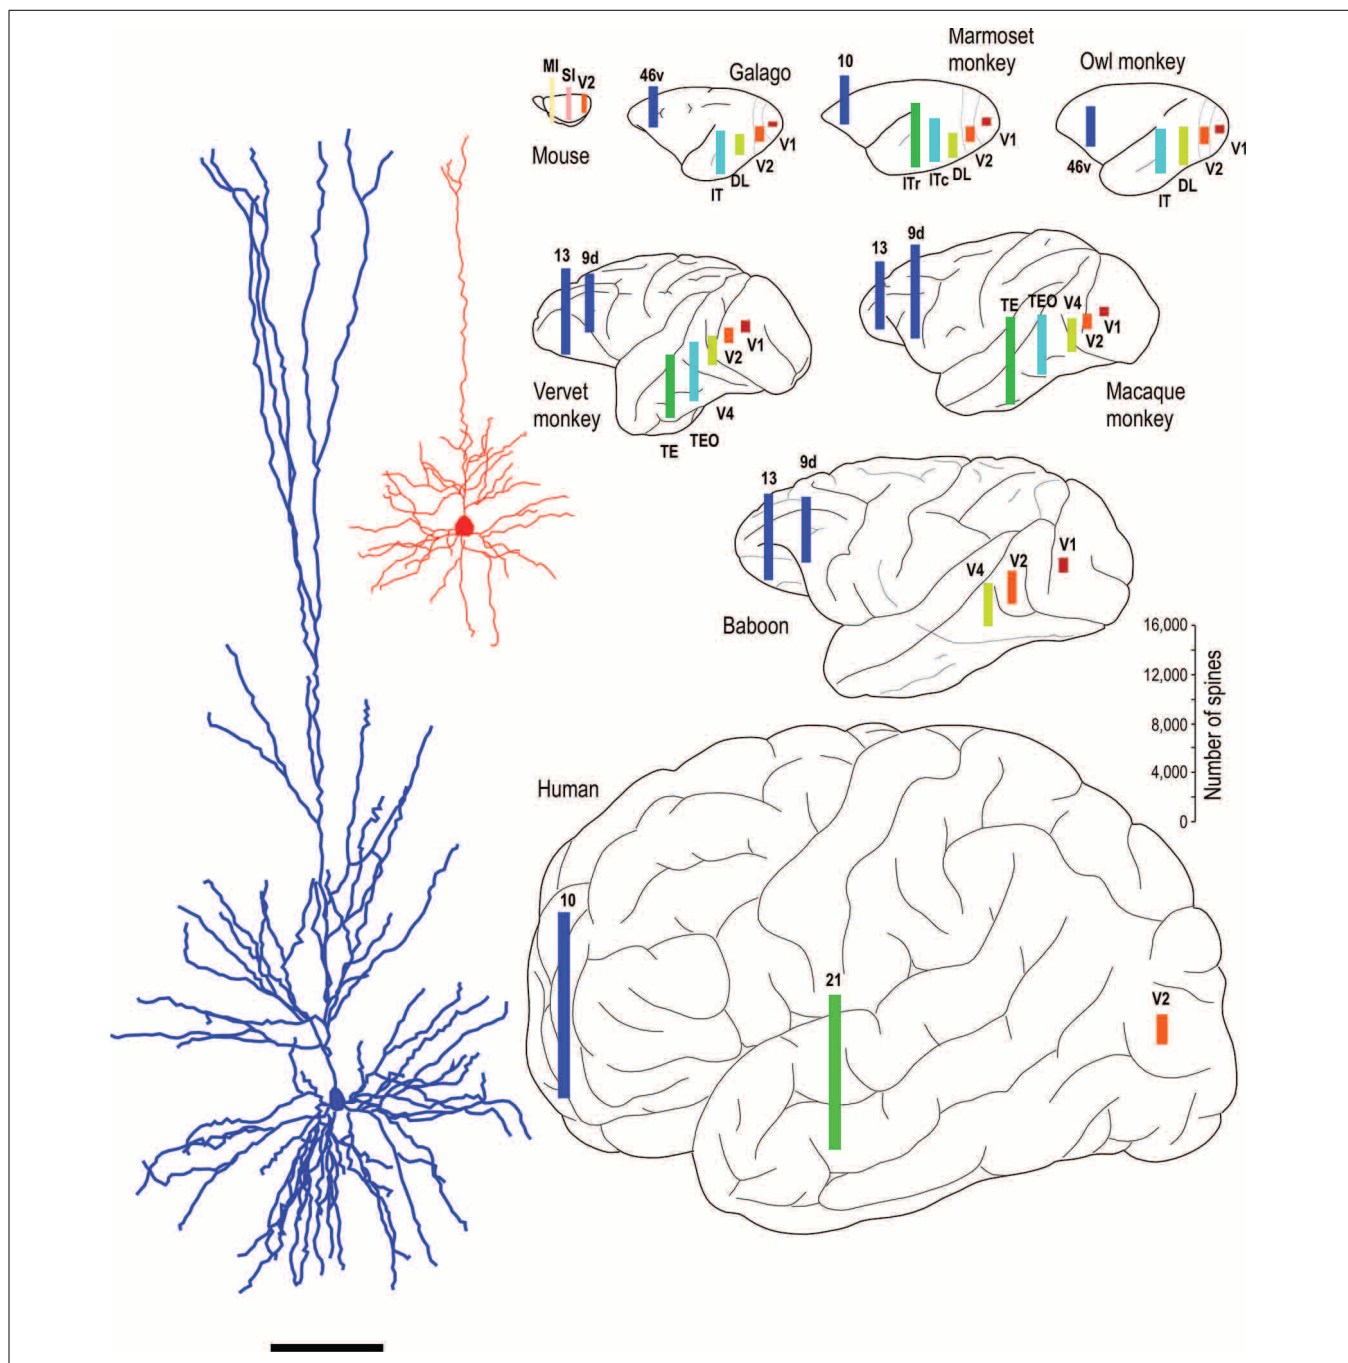 MI
SI
V2
Mouse
46v
Galago
IT
DL
V2
V1
10
Marmoset
monkey
ITr
ITc
DL
V2
V1
Owl monkey
46v
IT
DL
V2
V1
13
9d
Vervet
monkey
TE
TEO
V4
V2
V1
13
9d
TE
TEO
V4
V2
V1
Macaque
monkey
13
9d
V4
V2
V1
Baboon
16,000
12,000
8,000
4,000
0
Number of spines
Human
10
21
V2